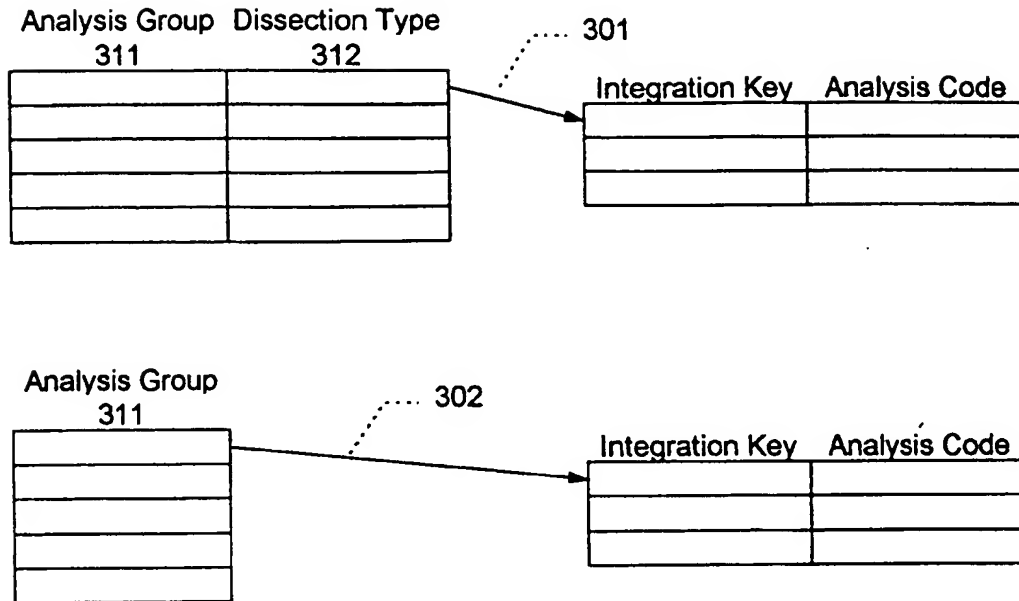 Analysis Group Dissection Type
311 312
301
Integration Key Analysis Code
Analysis Group
311
302
Integration Key Analysis Code